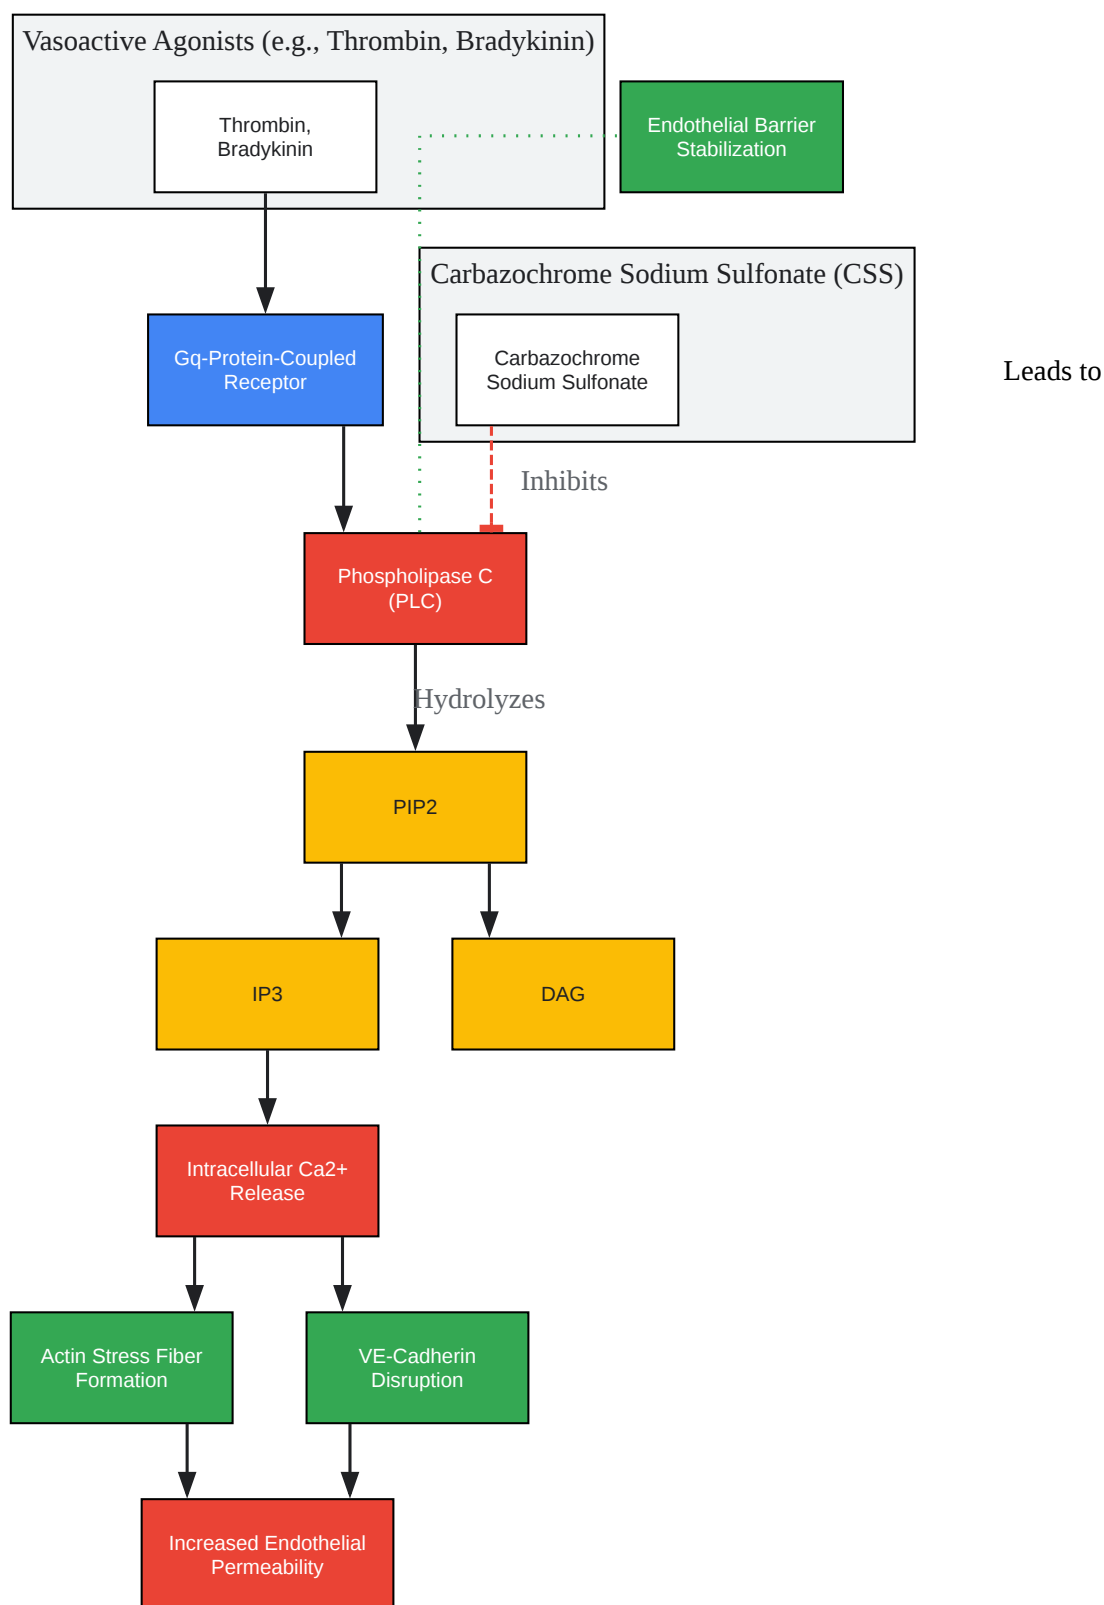 Vasoactive Agonists (e.g., Thrombin, Bradykinin)
Thrombin,
Bradykinin
Endothelial Barrier
Stabilization
Carbazochrome Sodium Sulfonate (CSS)
Gq-Protein-Coupled
Receptor
Carbazochrome
Sodium Sulfonate
Leads to
Inhibits
Phospholipase C
(PLC)
Hydrolyzes
PIP2
IP3
DAG
Intracellular Ca2+
Release
Actin Stress Fiber
Formation
VE-Cadherin
Disruption
Increased Endothelial
Permeability